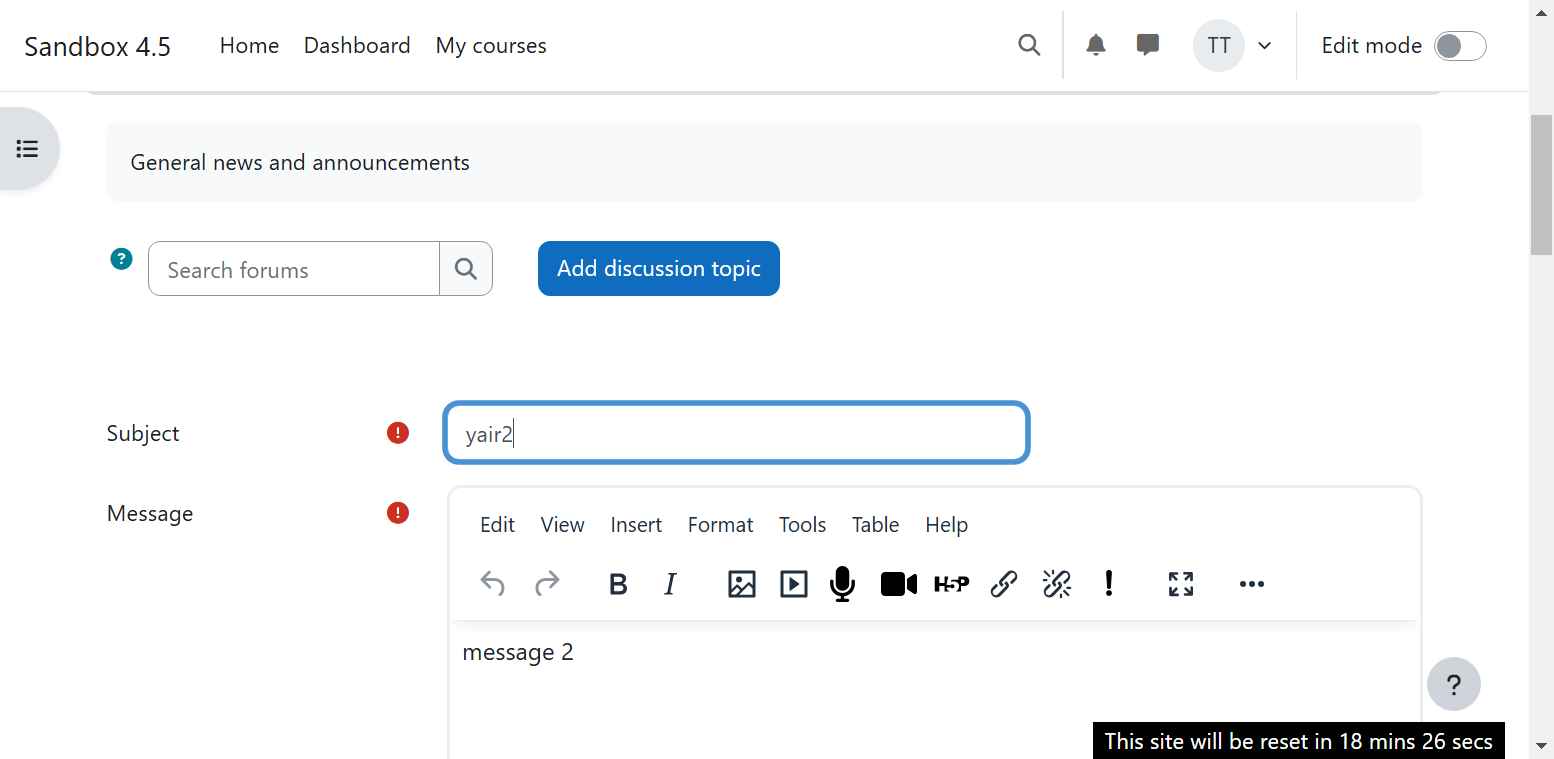 Sandbox 4.5 Home Dashboard My courses TT Edit mode
General news and announcements
? Search forums Add discussion topic
Subject ! yair2
Message !
Edit View Insert Format Tools Table Help
B I H5P !
message 2
?
This site will be reset in 18 mins 26 secs